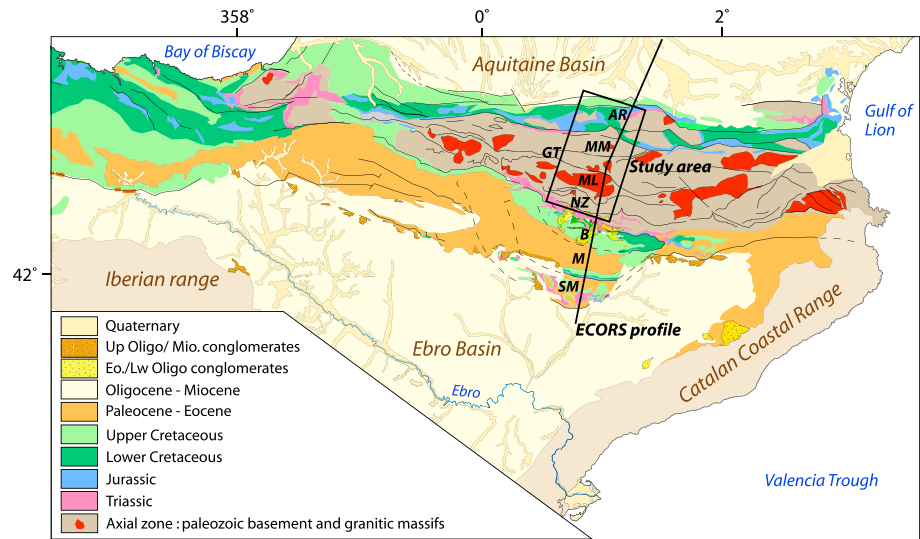 358°
0°
2°
Bay of Biscay
Aquitaine Basin
Gulf of
Lion
AR
MM
GT
Study area
ML
NZ
B
M
42°
Iberian range
SM
ECORS profile
Ebro Basin
Catalan Coastal Range
Ebro
Valencia Trough
Quaternary
Up Oligo/ Mio. conglomerates
Eo./Lw Oligo conglomerates
Oligocene - Miocene
Paleocene - Eocene
Upper Cretaceous
Lower Cretaceous
Jurassic
Triassic
Axial zone : paleozoic basement and granitic massifs